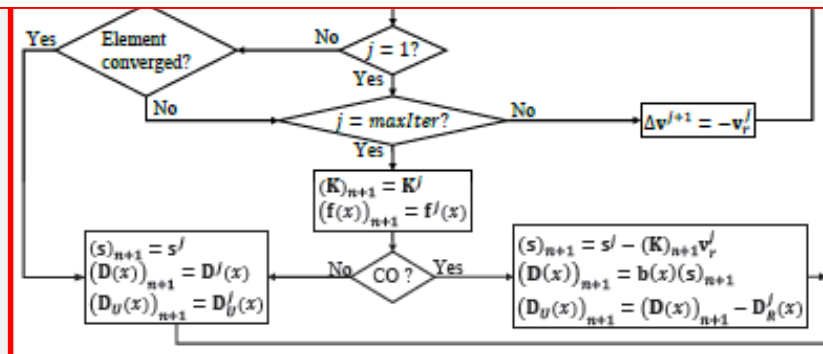 Yes
Element
converged?
No
j = 1?
Yes
No
j = maxIter?
No
Δv^{j+1} = −v_r^j
Yes
(K)_{n+1} = K^j
(f(x))_{n+1} = f^j(x)
(s)_{n+1} = s^j
(D(x))_{n+1} = D^j(x)
(D_U(x))_{n+1} = D_U^j(x)
No
CO ?
Yes
(s)_{n+1} = s^j − (K)_{n+1}v_r^j
(D(x))_{n+1} = b(x)(s)_{n+1}
(D_U(x))_{n+1} = (D(x))_{n+1} − D_R^j(x)